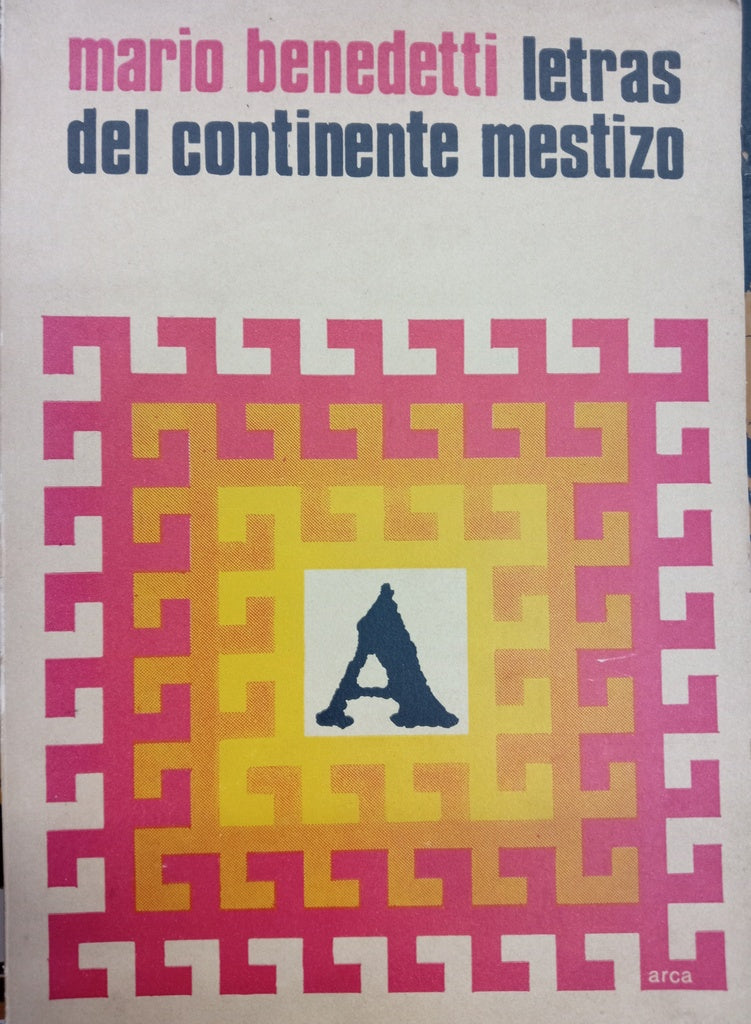 mario benedetti letras
del continente mestizo
A
arca